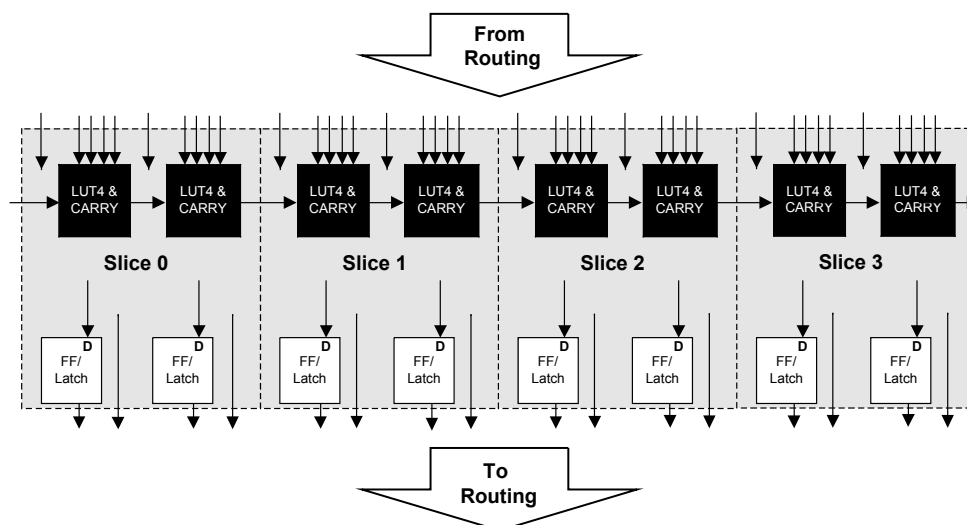 From
Routing
LUT4 &
CARRY
LUT4 &
CARRY
LUT4 &
CARRY
LUT4 &
CARRY
LUT4 &
CARRY
LUT4 &
CARRY
LUT4 &
CARRY
LUT4 &
CARRY
Slice 0
Slice 1
Slice 2
Slice 3
D
FF/
Latch
D
FF/
Latch
D
FF/
Latch
D
FF/
Latch
D
FF/
Latch
D
FF/
Latch
D
FF/
Latch
D
FF/
Latch
To
Routing